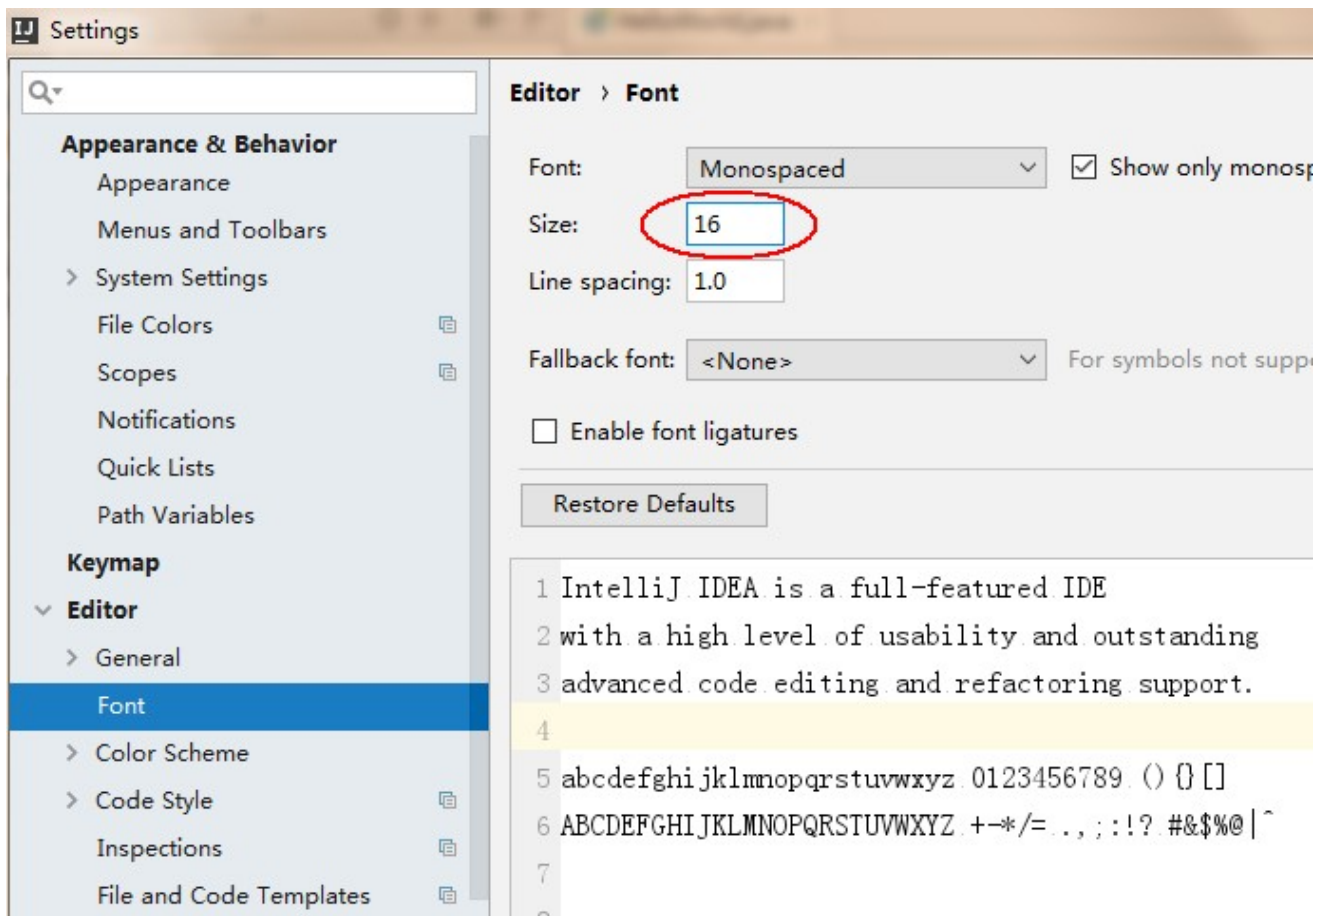 IJ Settings
Appearance & Behavior
Appearance
Menus and Toolbars
System Settings
File Colors
Scopes
Notifications
Quick Lists
Path Variables
Keymap
Editor
General
Font
Color Scheme
Code Style
Inspections
File and Code Templates
Editor › Font
Font: Monospaced Show only monosp
Size: 16
Line spacing: 1.0
Fallback font: <None> For symbols not supp
Enable font ligatures
Restore Defaults
1 IntelliJ IDEA is a full-featured IDE
2 with a high level of usability and outstanding
3 advanced code editing and refactoring support.
4
5 abcdefghijklmnopqrstuvwxyz 0123456789 (){}[]
6 ABCDEFGHIJKLMNOPQRSTUVWXYZ +-*/= .,;:!? #&$%@|^
7